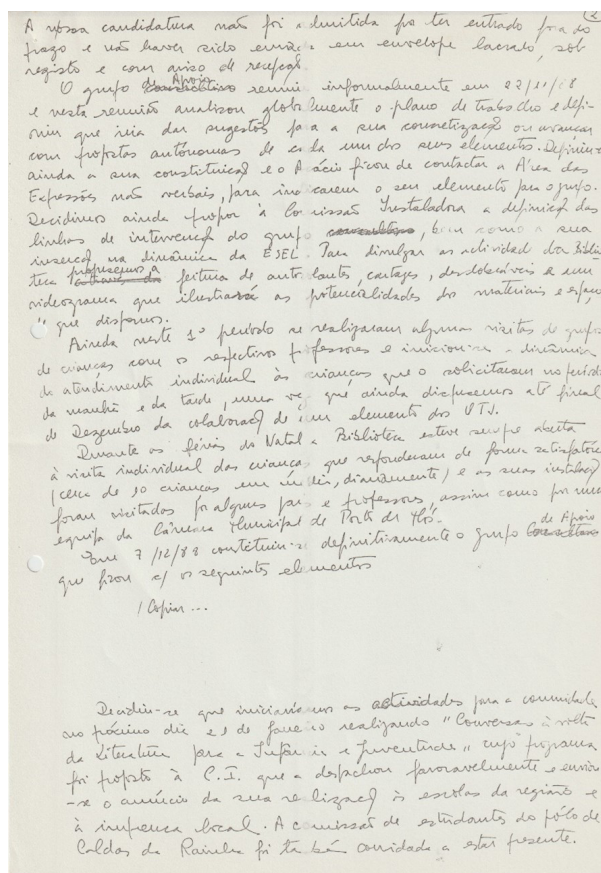 2
A nossa candidatura não foi admitida por ter entrado fora do
prazo e não haver sido enviada em envelope lacrado, sob
registo e com aviso de recepção.
O grupo de Apoio reuniu informalmente em 22/11/88
e nesta reunião analisou globalmente o plano de trabalho e defi-
niu que iria dar sugestões para a sua concretização ou avançar
com propostas autónomas de cada um dos seus elementos. Definiu-se
ainda a sua constituição e o Acácio ficou de contactar a Área das
Expressões não verbais, para indicarem o seu elemento para o grupo.
Decidimos ainda propor à Comissão Instaladora a definição das
linhas de intervenção do grupo, bem como a sua
inserção na dinâmica da ESEL. Para divulgar as actividad da Biblio
teca propusemos a feitura de autocolantes, cartazes, desdobráveis e um
videograma que ilustrará as potencialidades dos materiais e espaço
que dispomos.
Ainda neste 1º período se realizaram algumas visitas de grupos
de crianças com os respectivos professores e iniciou-se a dinâmica
de atendimento individual às crianças que o solicitaram no período
da manhã e da tarde, uma vez que ainda dispusemos até final
de Dezembro da colaboração de um elemento dos OTJ.
Durante as férias do Natal a Biblioteca esteve sempre aberta
à visita individual das crianças que responderam de forma satisfatória
(cerca de 10 crianças em média, diariamente) e as suas instalações
foram visitadas por alguns pais e professores, assim como por uma
equipa da Câmara Municipal de Porto de Mós.
Em 7/12/88 constituiu-se definitivamente o grupo de Apoio
que ficou c/ os seguintes elementos
/Copiar ...
Decidiu-se que iniciaríamos as actividades para a comunidade
no próximo dia de Janeiro realizando "Conversas à volta
da Literatura para a Infância e Juventude" cujo programa
foi proposto à C.I. que a despachou favoravelmente e enviou
-se o anúncio da sua realização às escolas da região e
à imprensa local. A comissão de estudantes do pólo de
Caldas da Rainha foi também convidada a estar presente.